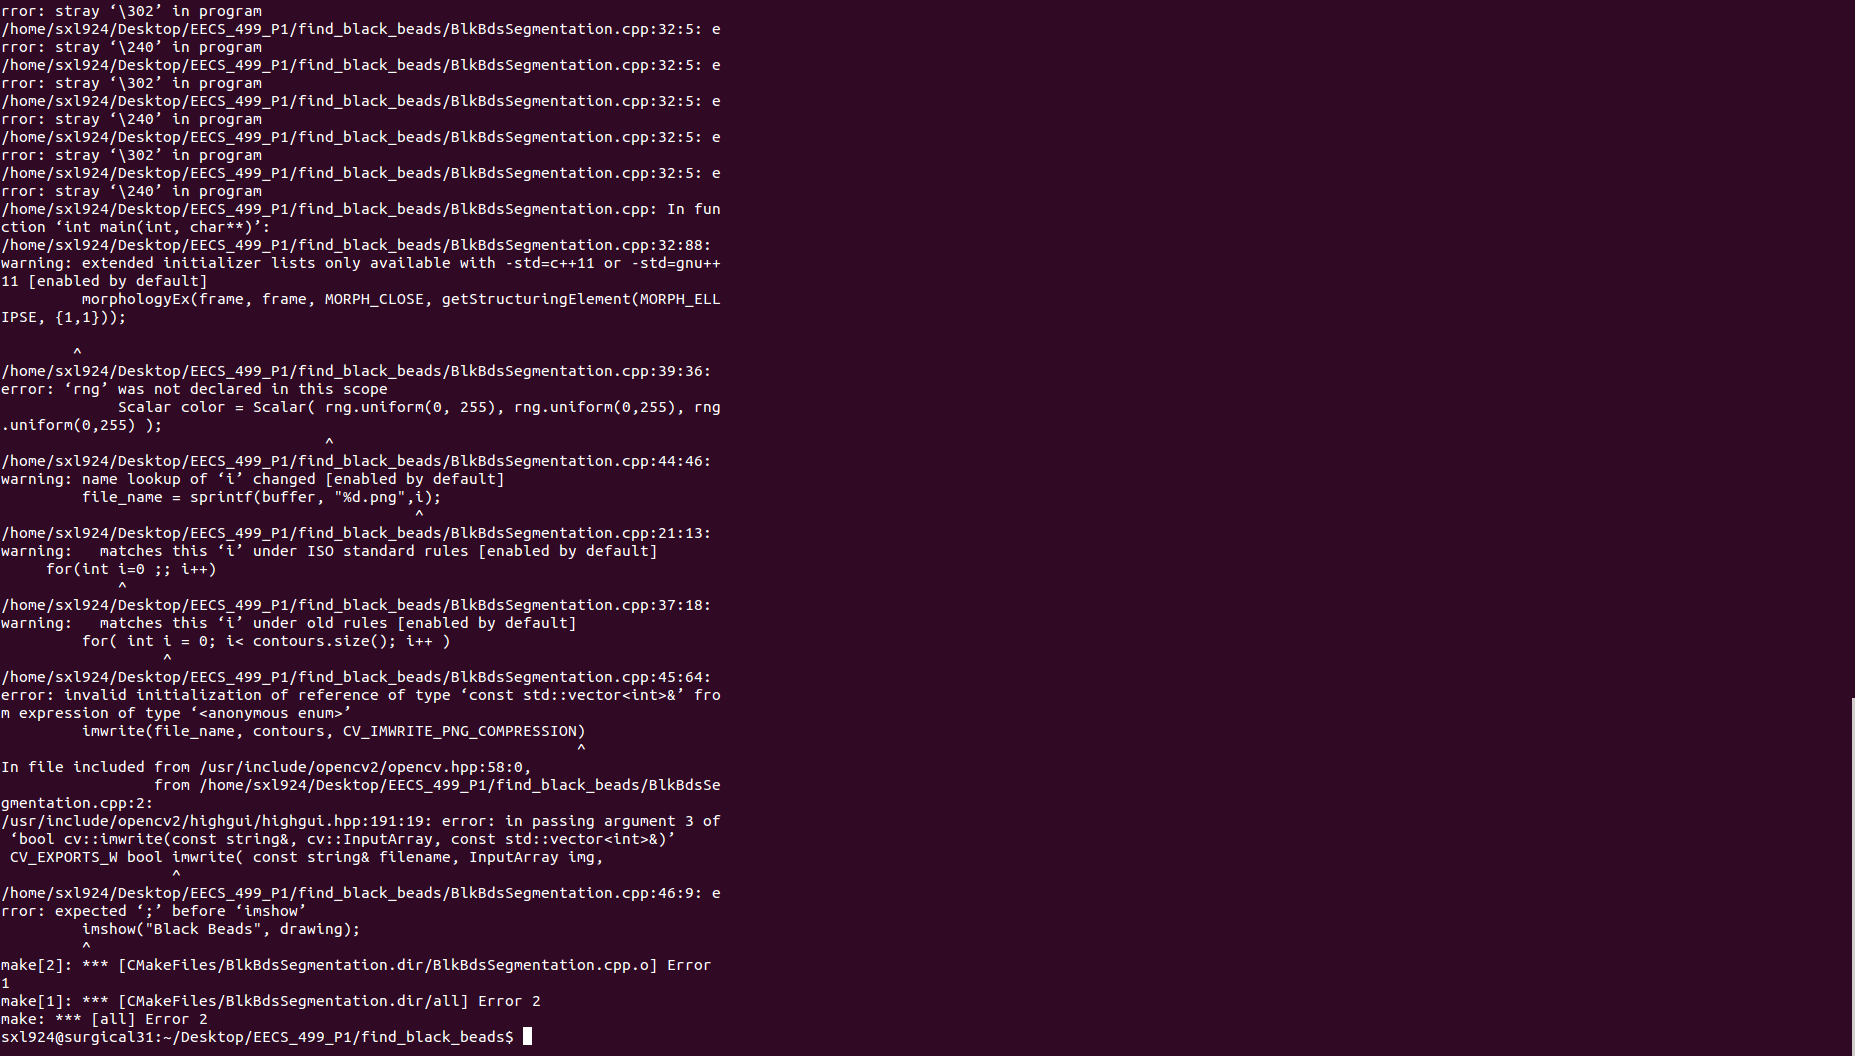 rror: stray ‘\302’ in program
/home/sxl924/Desktop/EECS_499_P1/find_black_beads/BlkBdsSegmentation.cpp:32:5: e
rror: stray ‘\240’ in program
/home/sxl924/Desktop/EECS_499_P1/find_black_beads/BlkBdsSegmentation.cpp:32:5: e
rror: stray ‘\302’ in program
/home/sxl924/Desktop/EECS_499_P1/find_black_beads/BlkBdsSegmentation.cpp:32:5: e
rror: stray ‘\240’ in program
/home/sxl924/Desktop/EECS_499_P1/find_black_beads/BlkBdsSegmentation.cpp:32:5: e
rror: stray ‘\302’ in program
/home/sxl924/Desktop/EECS_499_P1/find_black_beads/BlkBdsSegmentation.cpp:32:5: e
rror: stray ‘\240’ in program
/home/sxl924/Desktop/EECS_499_P1/find_black_beads/BlkBdsSegmentation.cpp: In fun
ction ‘int main(int, char**)’:
/home/sxl924/Desktop/EECS_499_P1/find_black_beads/BlkBdsSegmentation.cpp:32:88:
warning: extended initializer lists only available with -std=c++11 or -std=gnu++
11 [enabled by default]
         morphologyEx(frame, frame, MORPH_CLOSE, getStructuringElement(MORPH_ELL
IPSE, {1,1}));
        ^
/home/sxl924/Desktop/EECS_499_P1/find_black_beads/BlkBdsSegmentation.cpp:39:36:
error: ‘rng’ was not declared in this scope
             Scalar color = Scalar( rng.uniform(0, 255), rng.uniform(0,255), rng
.uniform(0,255) );
                                    ^
/home/sxl924/Desktop/EECS_499_P1/find_black_beads/BlkBdsSegmentation.cpp:44:46:
warning: name lookup of ‘i’ changed [enabled by default]
         file_name = sprintf(buffer, "%d.png",i);
                                              ^
/home/sxl924/Desktop/EECS_499_P1/find_black_beads/BlkBdsSegmentation.cpp:21:13:
warning:   matches this ‘i’ under ISO standard rules [enabled by default]
     for(int i=0 ;; i++)
             ^
/home/sxl924/Desktop/EECS_499_P1/find_black_beads/BlkBdsSegmentation.cpp:37:18:
warning:   matches this ‘i’ under old rules [enabled by default]
         for( int i = 0; i< contours.size(); i++ )
                  ^
/home/sxl924/Desktop/EECS_499_P1/find_black_beads/BlkBdsSegmentation.cpp:45:64:
error: invalid initialization of reference of type ‘const std::vector<int>&’ fro
m expression of type ‘<anonymous enum>’
         imwrite(file_name, contours, CV_IMWRITE_PNG_COMPRESSION)
                                                                ^
In file included from /usr/include/opencv2/opencv.hpp:58:0,
                 from /home/sxl924/Desktop/EECS_499_P1/find_black_beads/BlkBdsSe
gmentation.cpp:2:
/usr/include/opencv2/highgui/highgui.hpp:191:19: error: in passing argument 3 of
 ‘bool cv::imwrite(const string&, cv::InputArray, const std::vector<int>&)’
 CV_EXPORTS_W bool imwrite( const string& filename, InputArray img,
                   ^
/home/sxl924/Desktop/EECS_499_P1/find_black_beads/BlkBdsSegmentation.cpp:46:9: e
rror: expected ‘;’ before ‘imshow’
         imshow("Black Beads", drawing);
         ^
make[2]: *** [CMakeFiles/BlkBdsSegmentation.dir/BlkBdsSegmentation.cpp.o] Error
1
make[1]: *** [CMakeFiles/BlkBdsSegmentation.dir/all] Error 2
make: *** [all] Error 2
sxl924@surgical31:~/Desktop/EECS_499_P1/find_black_beads$